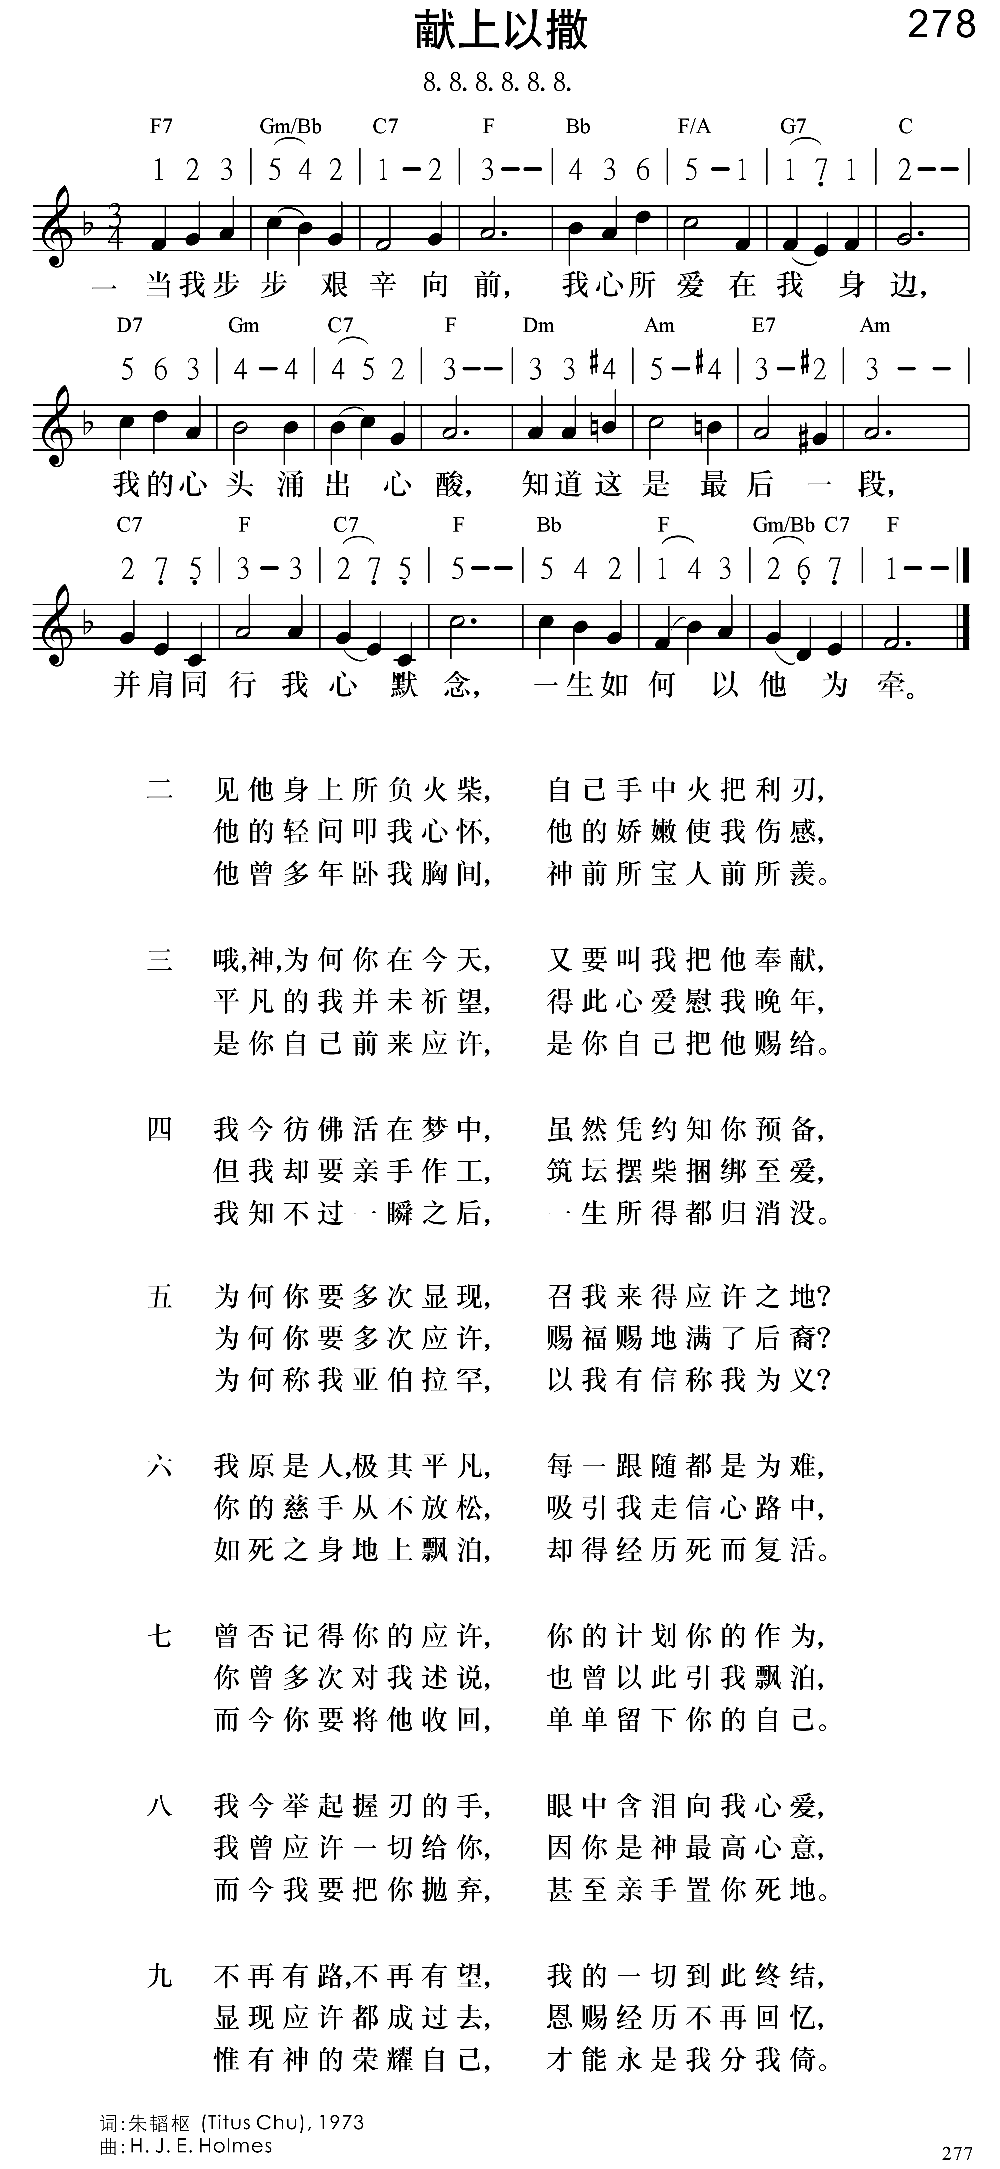 献上以撒 278
8. 8. 8. 8. 8. 8.
F7 Gm/Bb C7 F Bb F/A G7 C
1 2 3 | 5 4 2 | 1 - 2 | 3 - - | 4 3 6 | 5 - 1 | 1 7̣ 1 | 2 - - |
一 当我步步艰辛向前, 我心所爱在我身边,
D7 Gm C7 F Dm Am E7 Am
5 6 3 | 4 - 4 | 4 5 2 | 3 - - | 3 3 #4 | 5 - #4 | 3 - #2 | 3 - - |
我的心头涌出心酸, 知道这是最后一段,
C7 F C7 F Bb F Gm/Bb C7 F
2 7̣ 5̣ | 3 - 3 | 2 7̣ 5̣ | 5 - - | 5 4 2 | 1 4 3 | 2 6̣ 7̣ | 1 - - ‖
并肩同行我心默念, 一生如何以他为牵。
二 见他身上所负火柴, 自己手中火把利刃,
他的轻问叩我心怀, 他的娇嫩使我伤感,
他曾多年卧我胸间, 神前所宝人前所羡。
三 哦,神,为何你在今天, 又要叫我把他奉献,
平凡的我并未祈望, 得此心爱慰我晚年,
是你自己前来应许, 是你自己把他赐给。
四 我今彷佛活在梦中, 虽然凭约知你预备,
但我却要亲手作工, 筑坛摆柴捆绑至爱,
我知不过一瞬之后, 一生所得都归消没。
五 为何你要多次显现, 召我来得应许之地?
为何你要多次应许, 赐福赐地满了后裔?
为何称我亚伯拉罕, 以我有信称我为义?
六 我原是人,极其平凡, 每一跟随都是为难,
你的慈手从不放松, 吸引我走信心路中,
如死之身地上飘泊, 却得经历死而复活。
七 曾否记得你的应许, 你的计划你的作为,
你曾多次对我述说, 也曾以此引我飘泊,
而今你要将他收回, 单单留下你的自己。
八 我今举起握刃的手, 眼中含泪向我心爱,
我曾应许一切给你, 因你是神最高心意,
而今我要把你抛弃, 甚至亲手置你死地。
九 不再有路,不再有望, 我的一切到此终结,
显现应许都成过去, 恩赐经历不再回忆,
惟有神的荣耀自己, 才能永是我分我倚。
词:朱韬枢 (Titus Chu), 1973
曲:H. J. E. Holmes
277